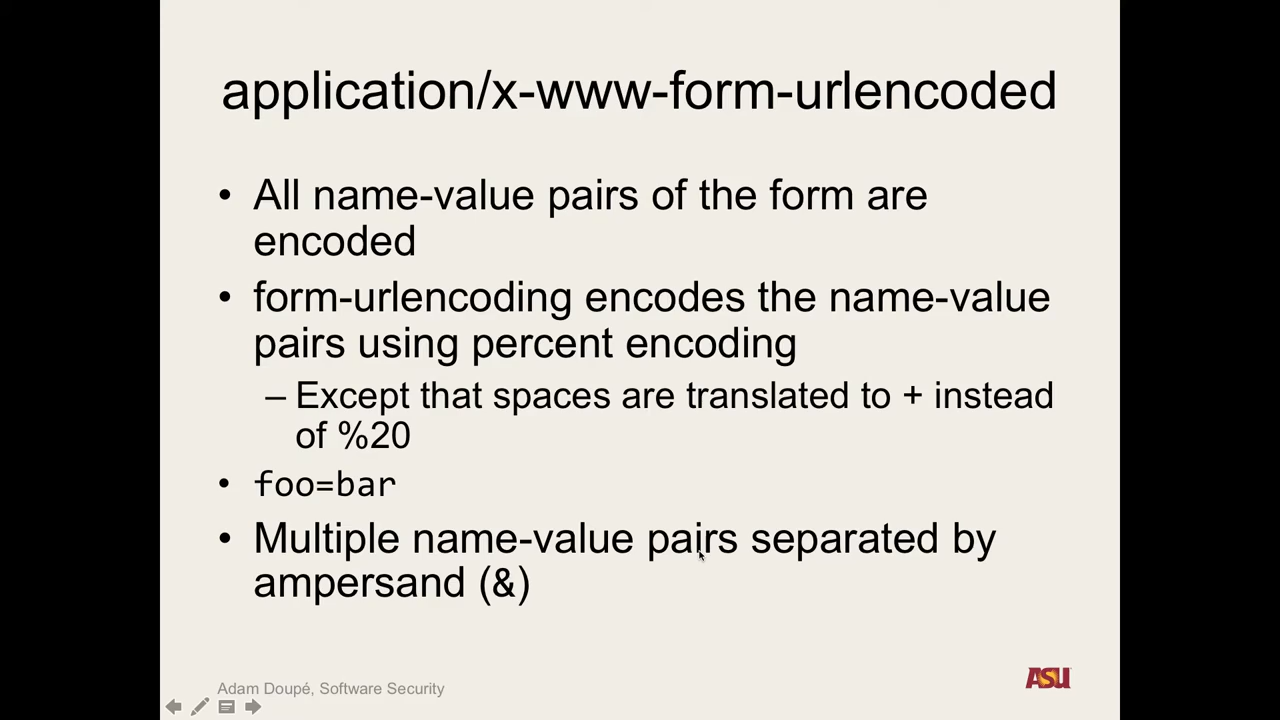 application/x-www-form-urlencoded
• All name-value pairs of the form are
encoded
• form-urlencoding encodes the name-value
pairs using percent encoding
– Except that spaces are translated to + instead
of %20
• foo=bar
• Multiple name-value pairs separated by
ampersand (&)
Adam Doupé, Software Security
ASU